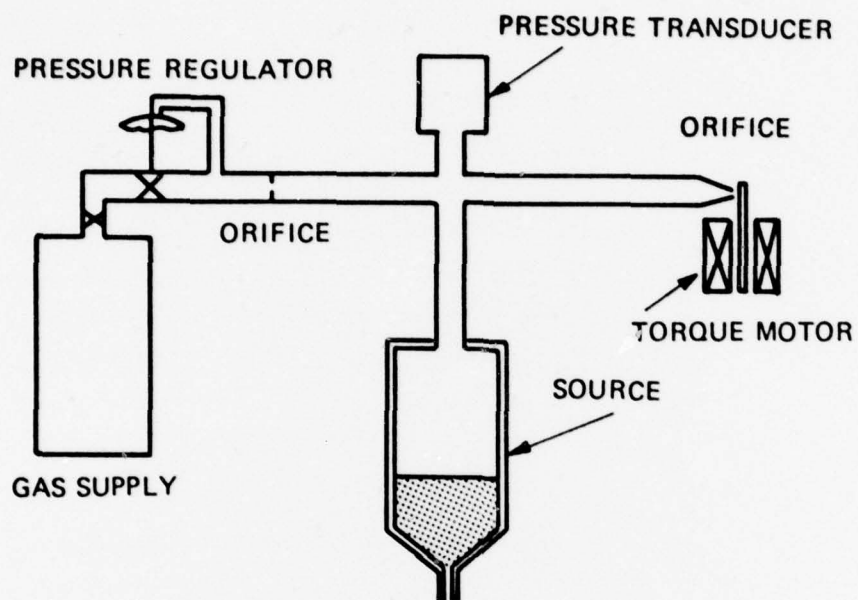 PRESSURE TRANSDUCER
PRESSURE REGULATOR
ORIFICE
ORIFICE
TORQUE MOTOR
SOURCE
GAS SUPPLY